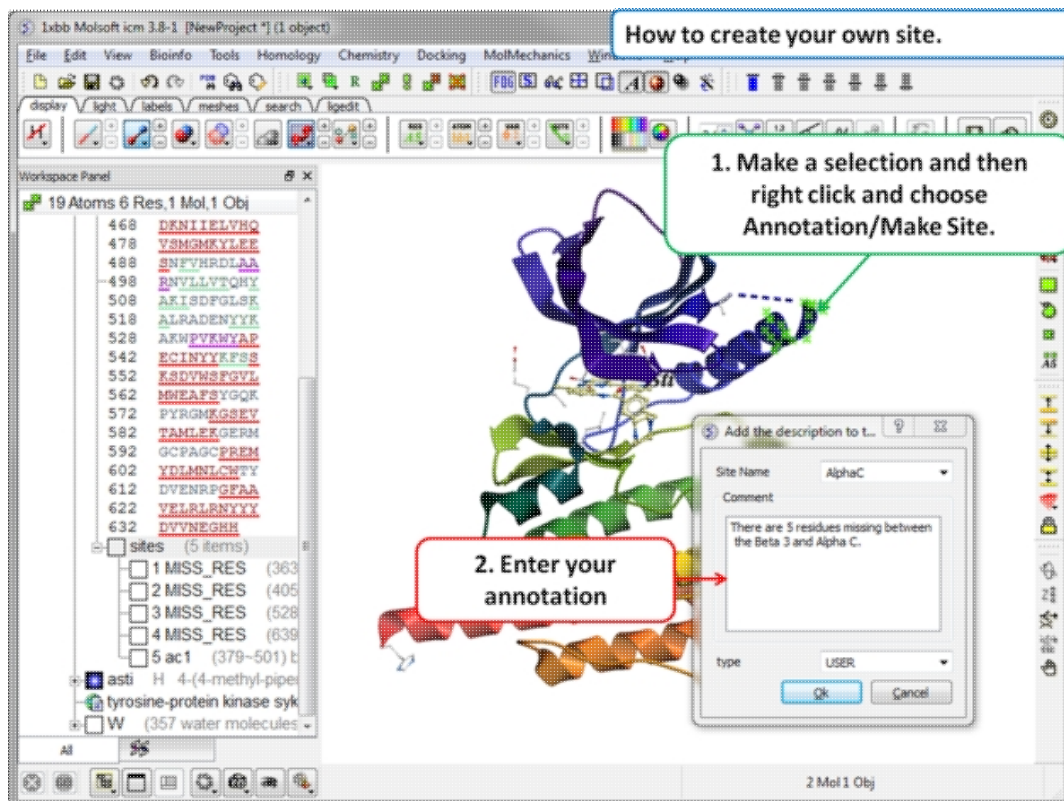 1xbb Molsoft icm 3.8-1 [NewProject *] (1 object)
How to create your own site.
File Edit View Bioinfo Tools Homology Chemistry Docking MolMechanics
display light labels meshes search ligedit
1. Make a selection and then
right click and choose
Annotation/Make Site.
Workspace Panel
19 Atoms 6 Res,1 Mol,1 Obj
468 DKNIIELVHQ
478 VSMGMKYLEE
488 SNFVHRDLAA
498 RNVLLVTQHY
508 AKISDFGLSK
518 ALRADENYYK
528 AKWPVKWYAP
542 ECINYYKFSS
552 KSDVWSFGVL
562 MWEAFSYGQK
572 PYRGMKGSEV
582 TAMLEKGERM
592 GCPAGCPREM
602 YDLMNLCWTY
612 DVENRPGFAA
622 VELRLRNYYY
632 DVVNEGHH
sites (5 items)
1 MISS_RES (363
2 MISS_RES (405
3 MISS_RES (528
4 MISS_RES (639
5 ac1 (379~501) b
asti H 4-(4-methyl-piper
tyrosine-protein kinase syk
W (357 water molecules
All
Sti
Add the description to t...
Site Name AlphaC
Comment
There are 5 residues missing between
the Beta 3 and Alpha C.
type USER
Ok Cancel
2. Enter your
annotation
2 Mol 1 Obj